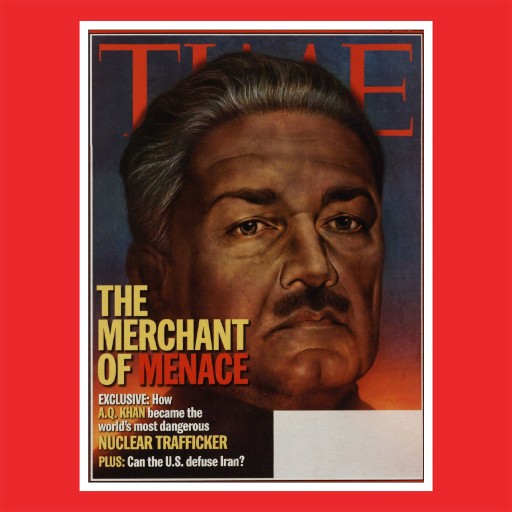 TIME
THE
MERCHANT
OF MENACE
EXCLUSIVE: How
A.Q. KHAN became the
world's most dangerous
NUCLEAR TRAFFICKER
PLUS: Can the U.S. defuse Iran?